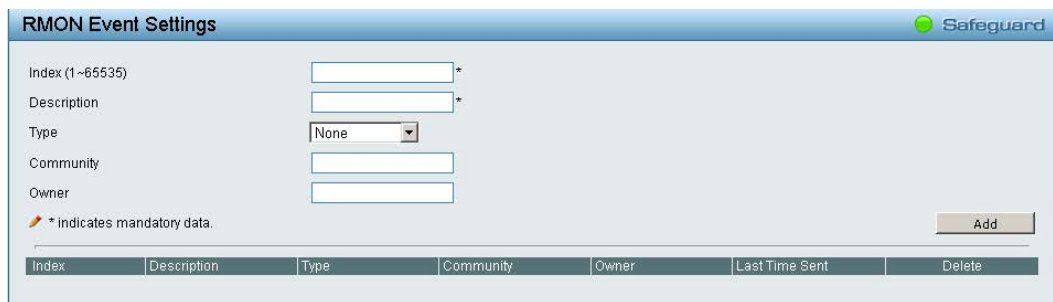 RMON Event Settings Safeguard
Index (1~65535) *
Description *
Type None
Community
Owner
* indicates mandatory data. Add
Index Description Type Community Owner Last Time Sent Delete